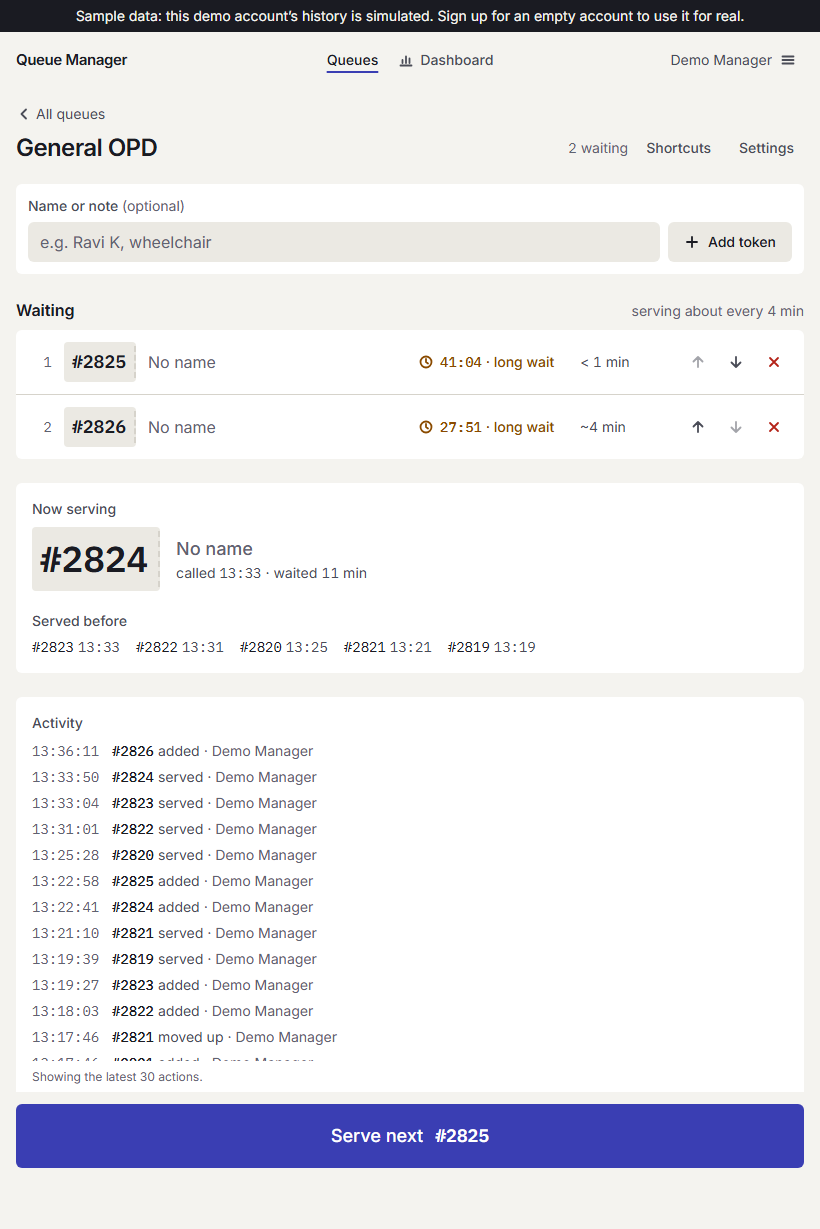 Sample data: this demo account’s history is simulated. Sign up for an empty account to use it for real.
Queue Manager Queues Dashboard Demo Manager
All queues
General OPD 2 waiting Shortcuts Settings
Name or note (optional)
e.g. Ravi K, wheelchair Add token
Waiting serving about every 4 min
1 #2825 No name 41:04 · long wait < 1 min
2 #2826 No name 27:51 · long wait ~4 min
Now serving
#2824 No name
called 13:33 · waited 11 min
Served before
#2823 13:33 #2822 13:31 #2820 13:25 #2821 13:21 #2819 13:19
Activity
13:36:11 #2826 added · Demo Manager
13:33:50 #2824 served · Demo Manager
13:33:04 #2823 served · Demo Manager
13:31:01 #2822 served · Demo Manager
13:25:28 #2820 served · Demo Manager
13:22:58 #2825 added · Demo Manager
13:22:41 #2824 added · Demo Manager
13:21:10 #2821 served · Demo Manager
13:19:39 #2819 served · Demo Manager
13:19:27 #2823 added · Demo Manager
13:18:03 #2822 added · Demo Manager
13:17:46 #2821 moved up · Demo Manager
Showing the latest 30 actions.
Serve next #2825